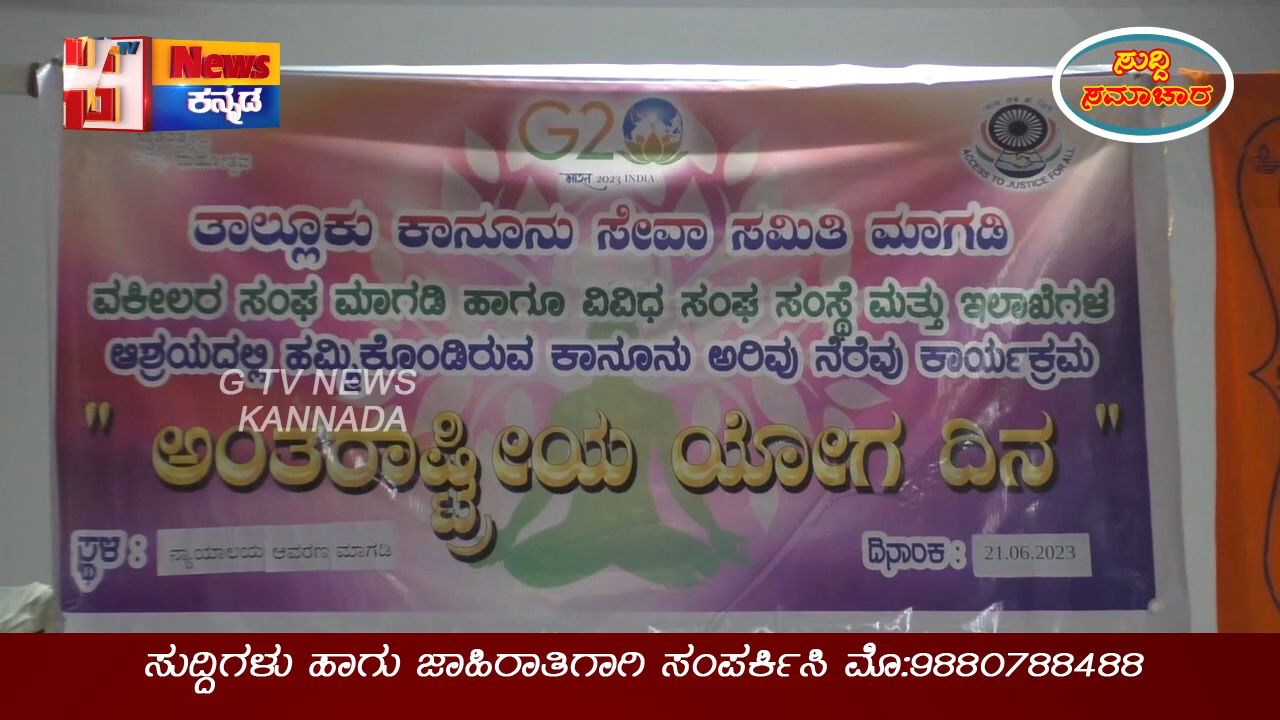 TV
News
ಕನ್ನಡ
ಸುದ್ದಿ
ಸಮಾಚಾರ
G20
भारत 2023 INDIA
ACCESS TO JUSTICE FOR ALL
ತಾಲ್ಲೂಕು ಕಾನೂನು ಸೇವಾ ಸಮಿತಿ ಮಾಗಡಿ
ವಕೀಲರ ಸಂಘ ಮಾಗಡಿ ಹಾಗೂ ವಿವಿಧ ಸಂಘ ಸಂಸ್ಥೆ ಮತ್ತು ಇಲಾಖೆಗಳ
ಆಶ್ರಯದಲ್ಲಿ ಹಮ್ಮಿಕೊಂಡಿರುವ ಕಾನೂನು ಅರಿವು ನೆರೆವು ಕಾರ್ಯಕ್ರಮ
G TV NEWS
KANNADA
" ಅಂತರಾಷ್ಟ್ರೀಯ ಯೋಗ ದಿನ "
ಸ್ಥಳ : ನ್ಯಾಯಾಲಯ ಆವರಣ ಮಾಗಡಿ
ದಿನಾಂಕ : 21.06.2023
ಸುದ್ದಿಗಳು ಹಾಗು ಜಾಹಿರಾತಿಗಾಗಿ ಸಂಪರ್ಕಿಸಿ ಮೊ:9880788488